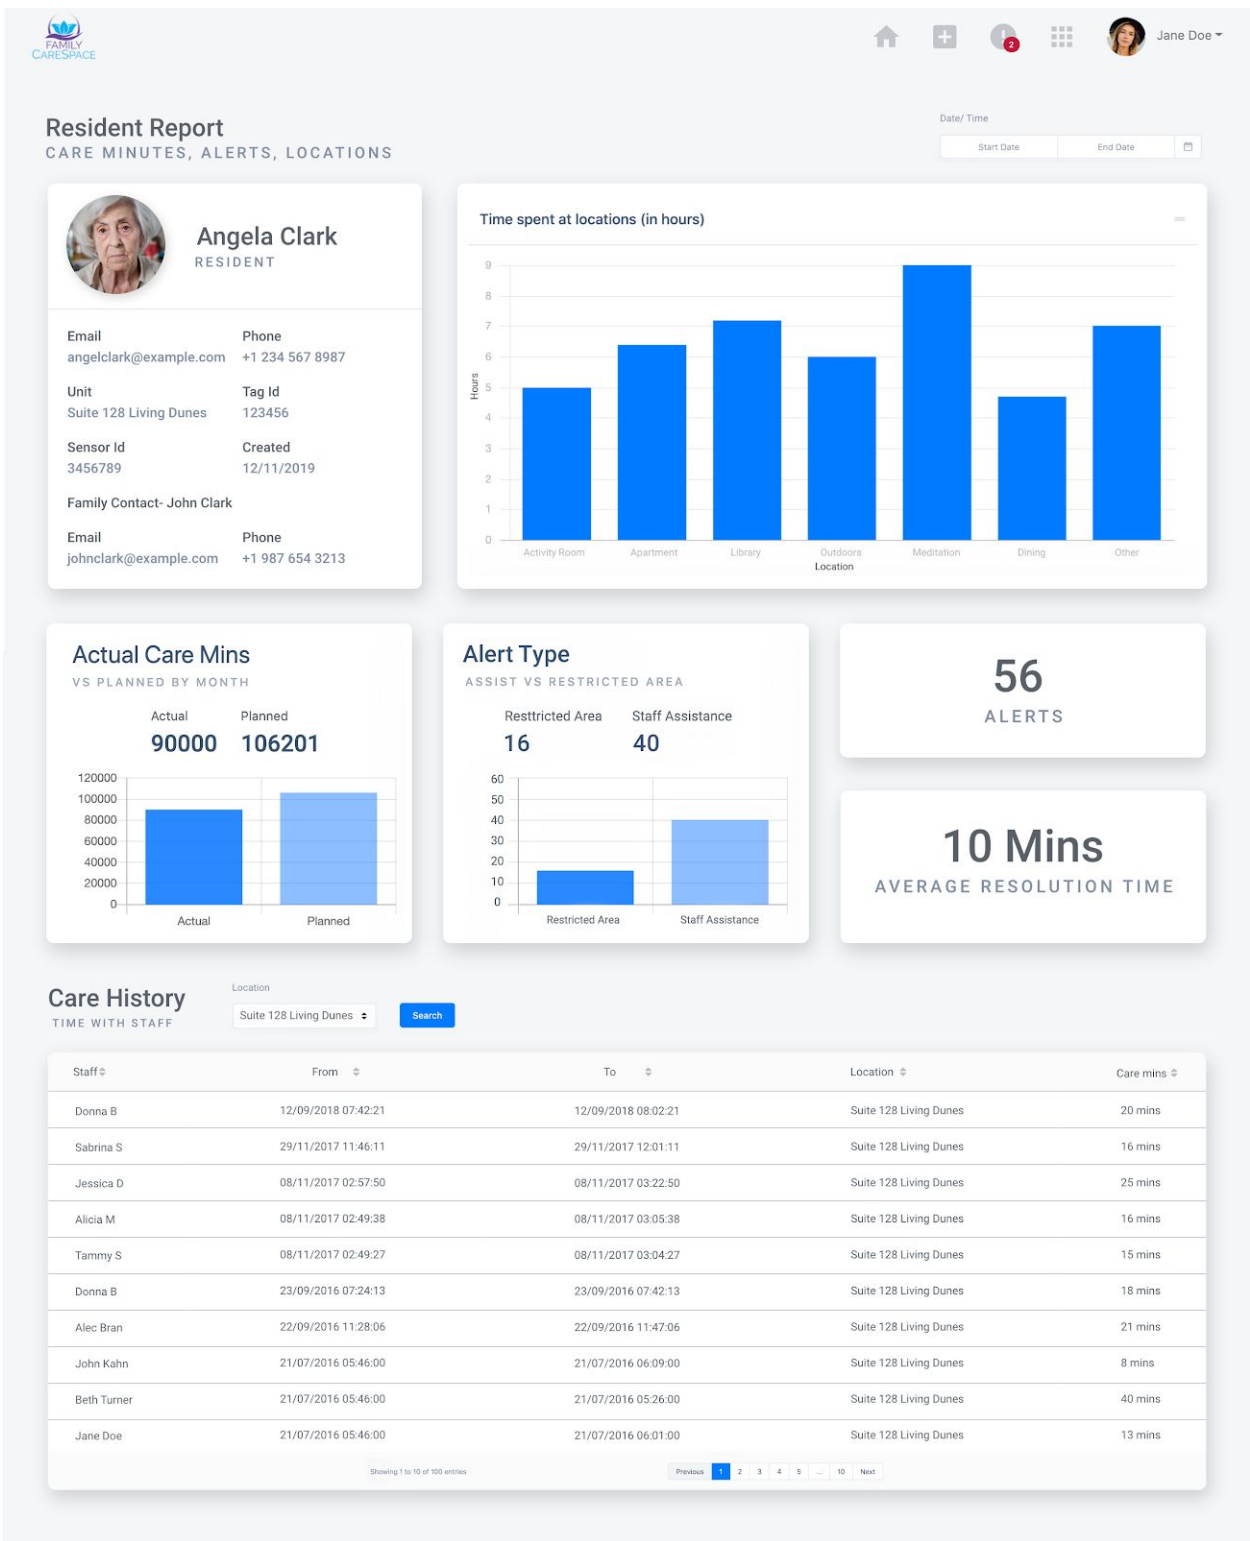 FAMILY
CARESPACE
2
Jane Doe
Resident Report
CARE MINUTES, ALERTS, LOCATIONS
Date/ Time
Start Date End Date
Angela Clark
RESIDENT
Email Phone
angelclark@example.com +1 234 567 8987
Unit Tag Id
Suite 128 Living Dunes 123456
Sensor Id Created
3456789 12/11/2019
Family Contact- John Clark
Email Phone
johnclark@example.com +1 987 654 3213
Time spent at locations (in hours)
9
8
7
6
5
4
3
2
1
0
Hours
Activity Room Apartment Library Outdoors Meditation Dining Other
Location
Actual Care Mins
VS PLANNED BY MONTH
Actual Planned
90000 106201
120000
100000
80000
60000
40000
20000
0
Actual Planned
Alert Type
ASSIST VS RESTRICTED AREA
Resttricted Area Staff Assistance
16 40
60
50
40
30
20
10
0
Restricted Area Staff Assistance
56
ALERTS
10 Mins
AVERAGE RESOLUTION TIME
Care History
TIME WITH STAFF
Location
Suite 128 Living Dunes
Search
Staff From To Location Care mins
Donna B 12/09/2018 07:42:21 12/09/2018 08:02:21 Suite 128 Living Dunes 20 mins
Sabrina S 29/11/2017 11:46:11 29/11/2017 12:01:11 Suite 128 Living Dunes 16 mins
Jessica D 08/11/2017 02:57:50 08/11/2017 03:22:50 Suite 128 Living Dunes 25 mins
Alicia M 08/11/2017 02:49:38 08/11/2017 03:05:38 Suite 128 Living Dunes 16 mins
Tammy S 08/11/2017 02:49:27 08/11/2017 03:04:27 Suite 128 Living Dunes 15 mins
Donna B 23/09/2016 07:24:13 23/09/2016 07:42:13 Suite 128 Living Dunes 18 mins
Alec Bran 22/09/2016 11:28:06 22/09/2016 11:47:06 Suite 128 Living Dunes 21 mins
John Kahn 21/07/2016 05:46:00 21/07/2016 06:09:00 Suite 128 Living Dunes 8 mins
Beth Turner 21/07/2016 05:46:00 21/07/2016 05:26:00 Suite 128 Living Dunes 40 mins
Jane Doe 21/07/2016 05:46:00 21/07/2016 06:01:00 Suite 128 Living Dunes 13 mins
Showing 1 to 10 of 100 entries Previous 1 2 3 4 5 ... 10 Next